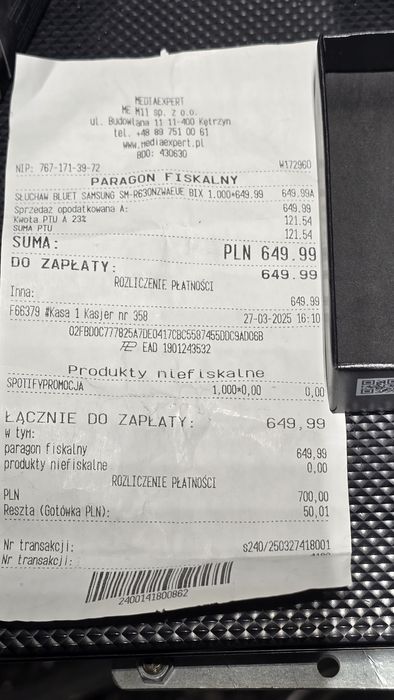 MEDIAEXPERT
ME M11 sp. z o.o.
ul. Budowlana 11 11-400 Kętrzyn
tel. +48 89 751 00 61
www.mediaexpert.pl
BDO: 430630
NIP: 767-171-39-72 W172960
PARAGON FISKALNY
SŁUCHAW BLUET SAMSUNG SM-R630NZWAEUE BIX 1.000×649.99 649.99A
Sprzedaż opodatkowana A: 649.99
Kwota PTU A 23% 121.54
SUMA PTU 121.54
SUMA: PLN 649.99
DO ZAPŁATY: 649.99
ROZLICZENIE PŁATNOŚCI
Inna: 649.99
F66379 #Kasa 1 Kasjer nr 358 27-03-2025 16:10
02FBD0C777825A7DE0417CBC5587455DDC9AD06B
EAD 1901243532
Produkty niefiskalne
SPOTIFYPROMOCJA 1,000×0,00 0,00
ŁĄCZNIE DO ZAPŁATY: 649,99
w tym:
paragon fiskalny 649,99
produkty niefiskalne 0,00
ROZLICZENIE PŁATNOŚCI
PLN 700,00
Reszta (Gotówka PLN): 50,01
Nr transakcji: s240/250327418001
Nr transakcji:
2400141800862